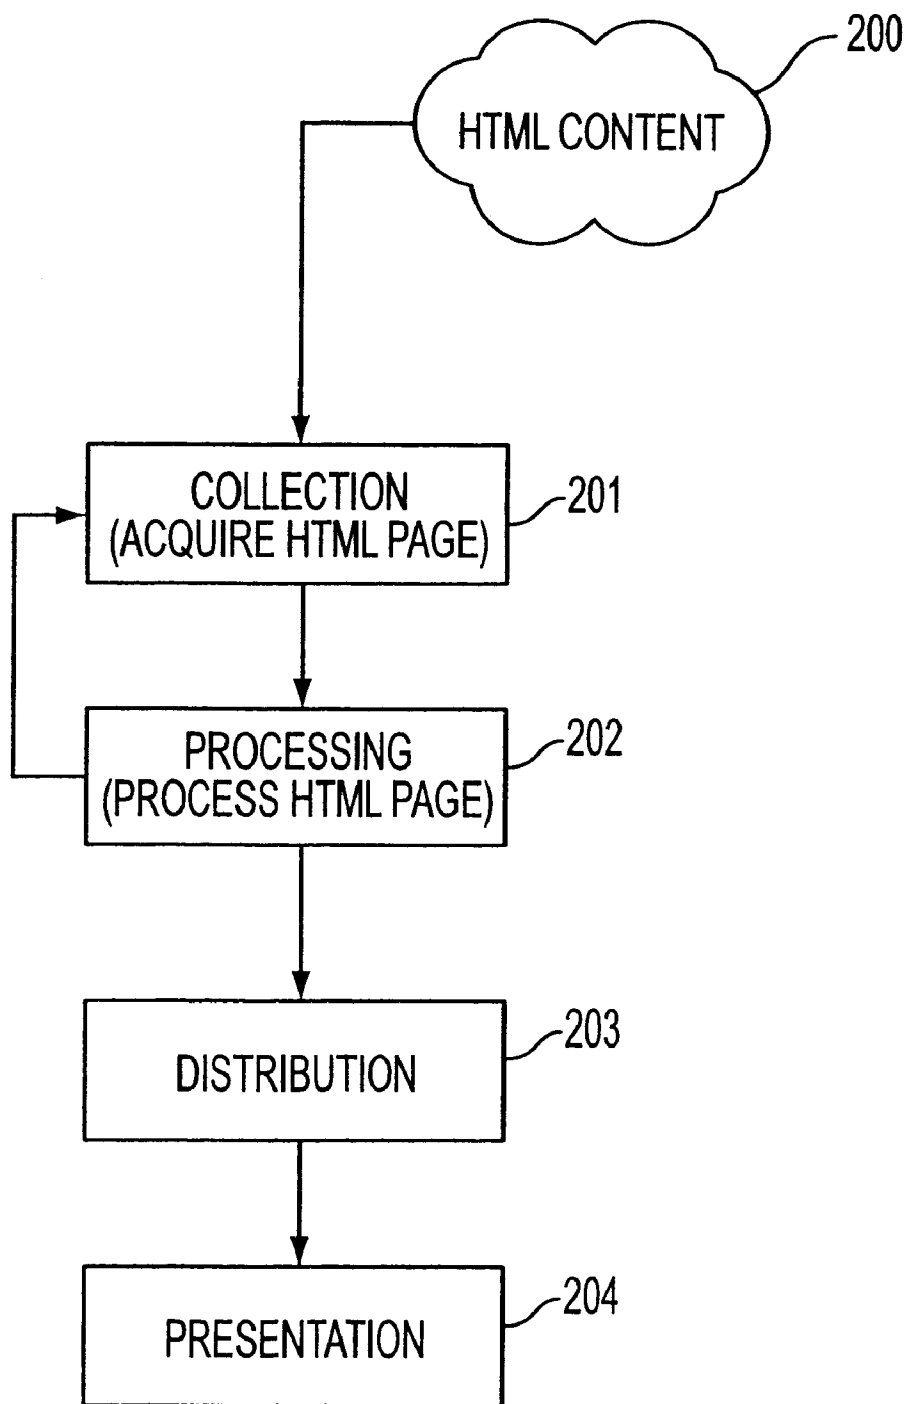 200
HTML CONTENT
COLLECTION
(ACQUIRE HTML PAGE)
201
PROCESSING
(PROCESS HTML PAGE)
202
DISTRIBUTION
203
PRESENTATION
204